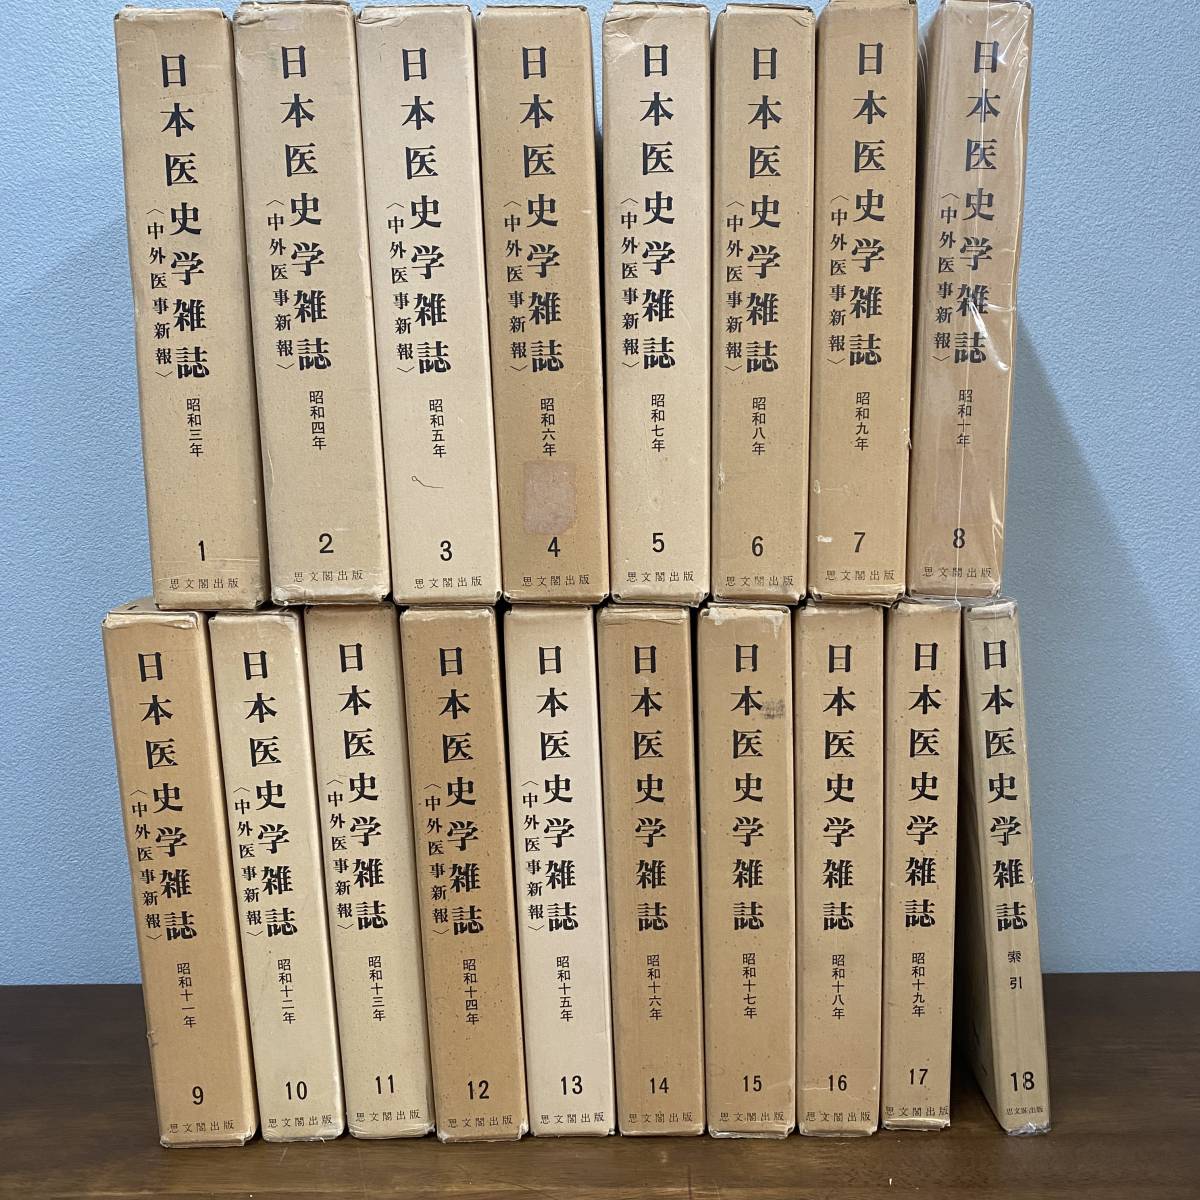 日本医史学雑誌
〈中外医事新報〉
昭和三年
1
思文閣出版
日本医史学雑誌
〈中外医事新報〉
昭和四年
2
思文閣出版
日本医史学雑誌
〈中外医事新報〉
昭和五年
3
思文閣出版
日本医史学雑誌
〈中外医事新報〉
昭和六年
4
思文閣出版
日本医史学雑誌
〈中外医事新報〉
昭和七年
5
思文閣出版
日本医史学雑誌
〈中外医事新報〉
昭和八年
6
思文閣出版
日本医史学雑誌
〈中外医事新報〉
昭和九年
7
思文閣出版
日本医史学雑誌
〈中外医事新報〉
昭和十年
8
思文閣出版
日本医史学雑誌
〈中外医事新報〉
昭和十一年
9
思文閣出版
日本医史学雑誌
〈中外医事新報〉
昭和十二年
10
思文閣出版
日本医史学雑誌
〈中外医事新報〉
昭和十三年
11
思文閣出版
日本医史学雑誌
〈中外医事新報〉
昭和十四年
12
思文閣出版
日本医史学雑誌
〈中外医事新報〉
昭和十五年
13
思文閣出版
日本医史学雑誌
昭和十六年
14
思文閣出版
日本医史学雑誌
昭和十七年
15
思文閣出版
日本医史学雑誌
昭和十八年
16
思文閣出版
日本医史学雑誌
昭和十九年
17
思文閣出版
日本医史学雑誌
索引
18
思文閣出版